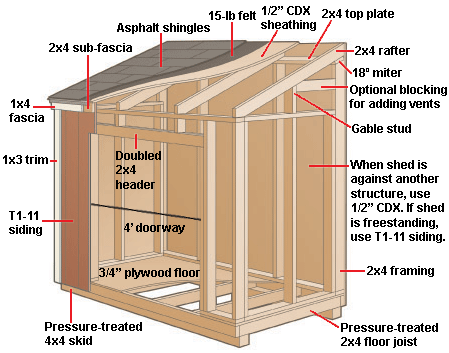 Asphalt shingles
15-lb felt
1/2” CDX
sheathing
2x4 top plate
2x4 sub-fascia
2x4 rafter
18º miter
Optional blocking
for adding vents
1x4
fascia
Gable stud
1x3 trim
Doubled
2x4
header
When shed is
against another
structure, use
1/2” CDX. If shed
is freestanding,
use T1-11 siding.
T1-11
siding
4’ doorway
3/4” plywood floor
2x4 framing
Pressure-treated
4x4 skid
Pressure-treated
2x4 floor joist